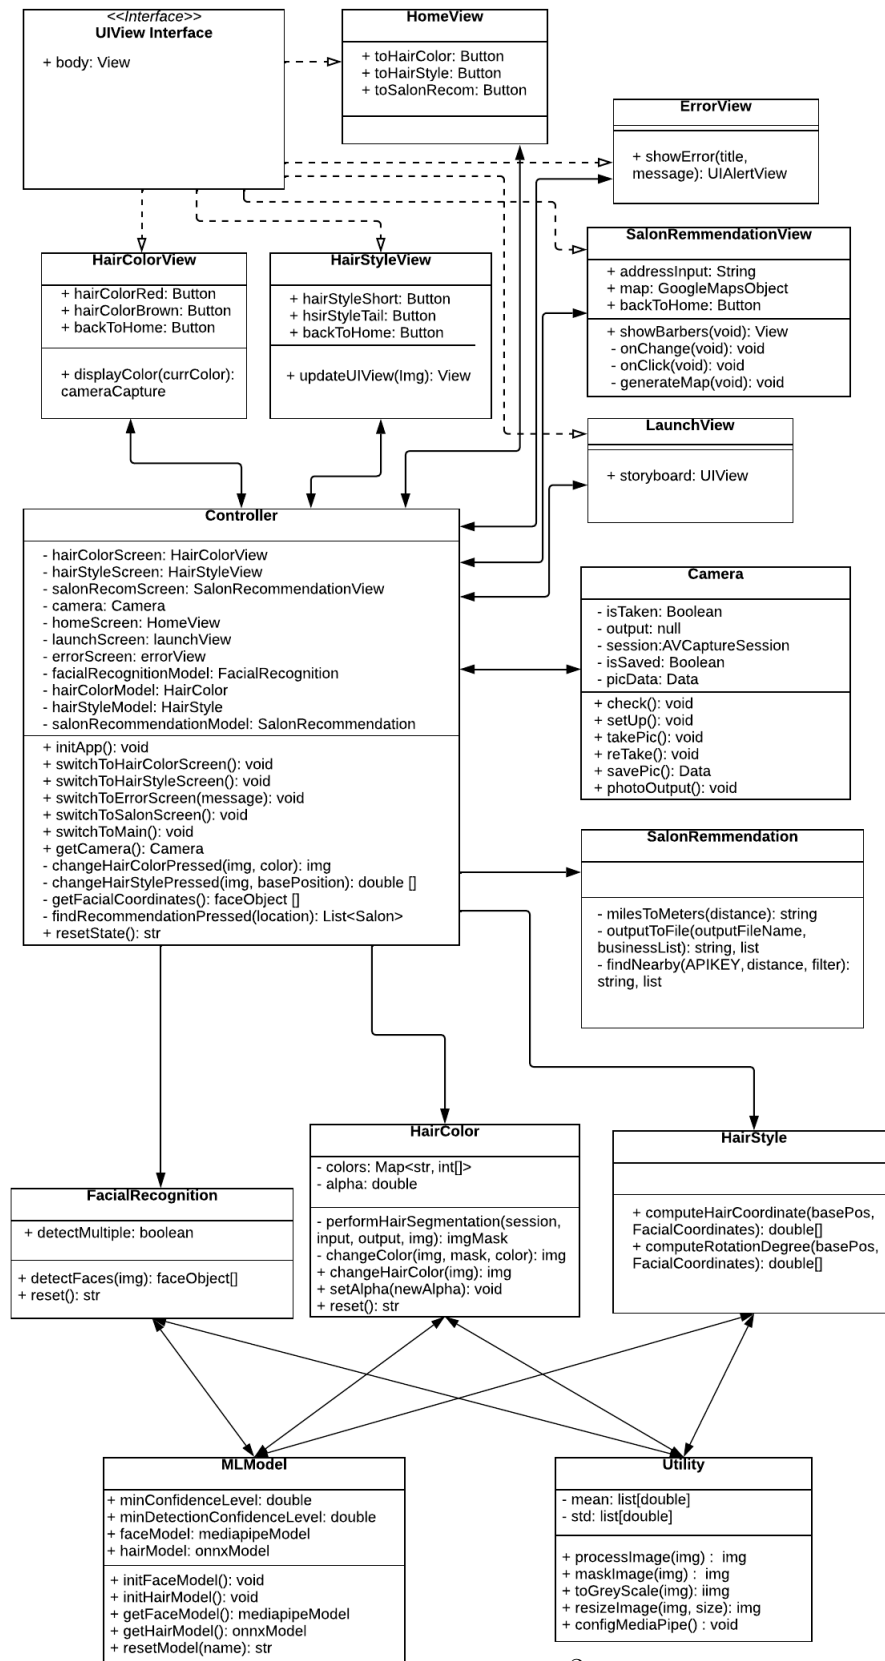 <<Interface>>
UIView Interface
+ body: View
HomeView
+ toHairColor: Button
+ toHairStyle: Button
+ toSalonRecom: Button
ErrorView
+ showError(title,
message): UIAlertView
SalonRemmendationView
+ addressInput: String
+ map: GoogleMapsObject
+ backToHome: Button
+ showBarbers(void): View
- onChange(void): void
- onClick(void): void
- generateMap(void): void
HairColorView
+ hairColorRed: Button
+ hairColorBrown: Button
+ backToHome: Button
+ displayColor(currColor):
cameraCapture
HairStyleView
+ hairStyleShort: Button
+ hsirStyleTail: Button
+ backToHome: Button
+ updateUIView(Img): View
LaunchView
+ storyboard: UIView
Controller
- hairColorScreen: HairColorView
- hairStyleScreen: HairStyleView
- salonRecomScreen: SalonRecommendationView
- camera: Camera
- homeScreen: HomeView
- launchScreen: launchView
- errorScreen: errorView
- facialRecognitionModel: FacialRecognition
- hairColorModel: HairColor
- hairStyleModel: HairStyle
- salonRecommendationModel: SalonRecommendation
+ initApp(): void
+ switchToHairColorScreen(): void
+ switchToHairStyleScreen(): void
+ switchToErrorScreen(message): void
+ switchToSalonScreen(): void
+ switchToMain(): void
+ getCamera(): Camera
- changeHairColorPressed(img, color): img
- changeHairStylePressed(img, basePosition): double []
- getFacialCoordinates(): faceObject []
- findRecommendationPressed(location): List<Salon>
+ resetState(): str
Camera
- isTaken: Boolean
- output: null
- session:AVCaptureSession
- isSaved: Boolean
- picData: Data
+ check(): void
+ setUp(): void
+ takePic(): void
+ reTake(): void
+ savePic(): Data
+ photoOutput(): void
SalonRemmendation
- milesToMeters(distance): string
- outputToFile(outputFileName,
businessList): string, list
- findNearby(APIKEY, distance, filter):
string, list
FacialRecognition
+ detectMultiple: boolean
+ detectFaces(img): faceObject[]
+ reset(): str
HairColor
- colors: Map<str, int[]>
- alpha: double
- performHairSegmentation(session,
input, output, img): imgMask
- changeColor(img, mask, color): img
+ changeHairColor(img): img
+ setAlpha(newAlpha): void
+ reset(): str
HairStyle
+ computeHairCoordinate(basePos,
FacialCoordinates): double[]
+ computeRotationDegree(basePos,
FacialCoordinates): double[]
MLModel
+ minConfidenceLevel: double
+ minDetectionConfidenceLevel: double
+ faceModel: mediapipeModel
+ hairModel: onnxModel
+ initFaceModel(): void
+ initHairModel(): void
+ getFaceModel(): mediapipeModel
+ getHairModel(): onnxModel
+ resetModel(name): str
Utility
- mean: list[double]
- std: list[double]
+ processImage(img) : img
+ maskImage(img) : img
+ toGreyScale(img): iimg
+ resizeImage(img, size): img
+ configMediaPipe() : void